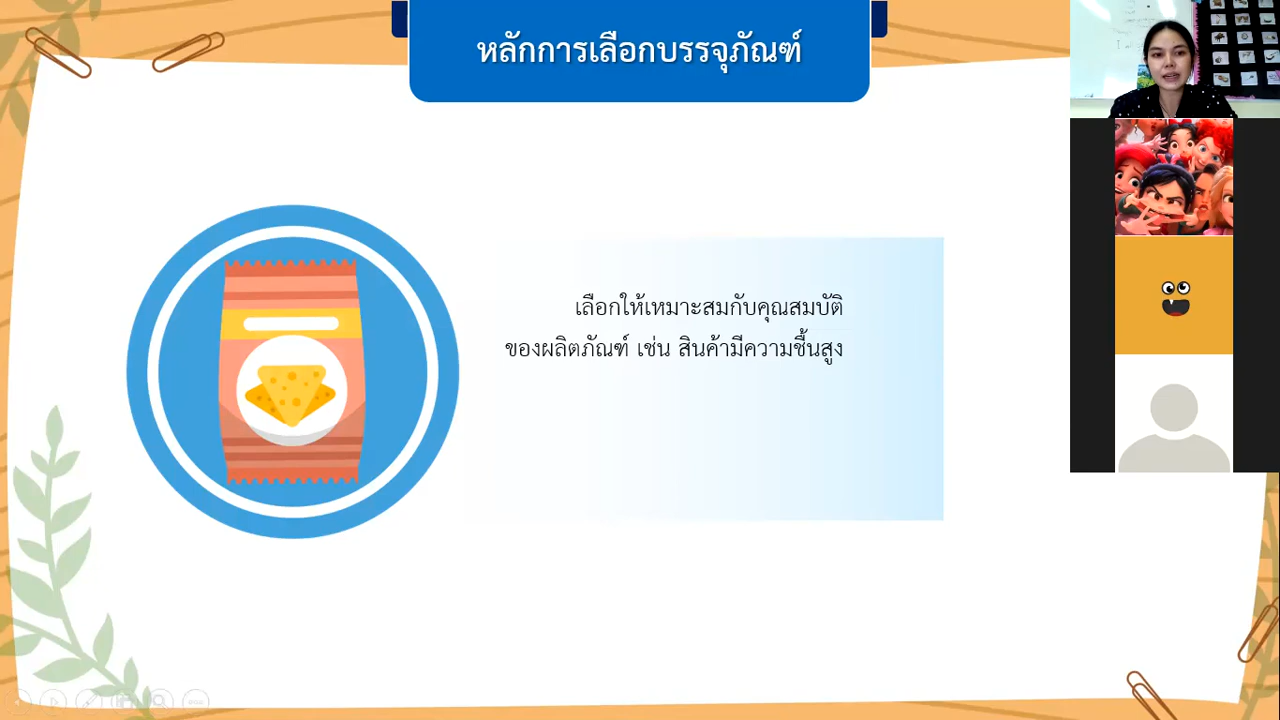 หลักการเลือกบรรจุภัณฑ์
เลือกให้เหมาะสมกับคุณสมบัติ
ของผลิตภัณฑ์ เช่น สินค้ามีความชื้นสูง